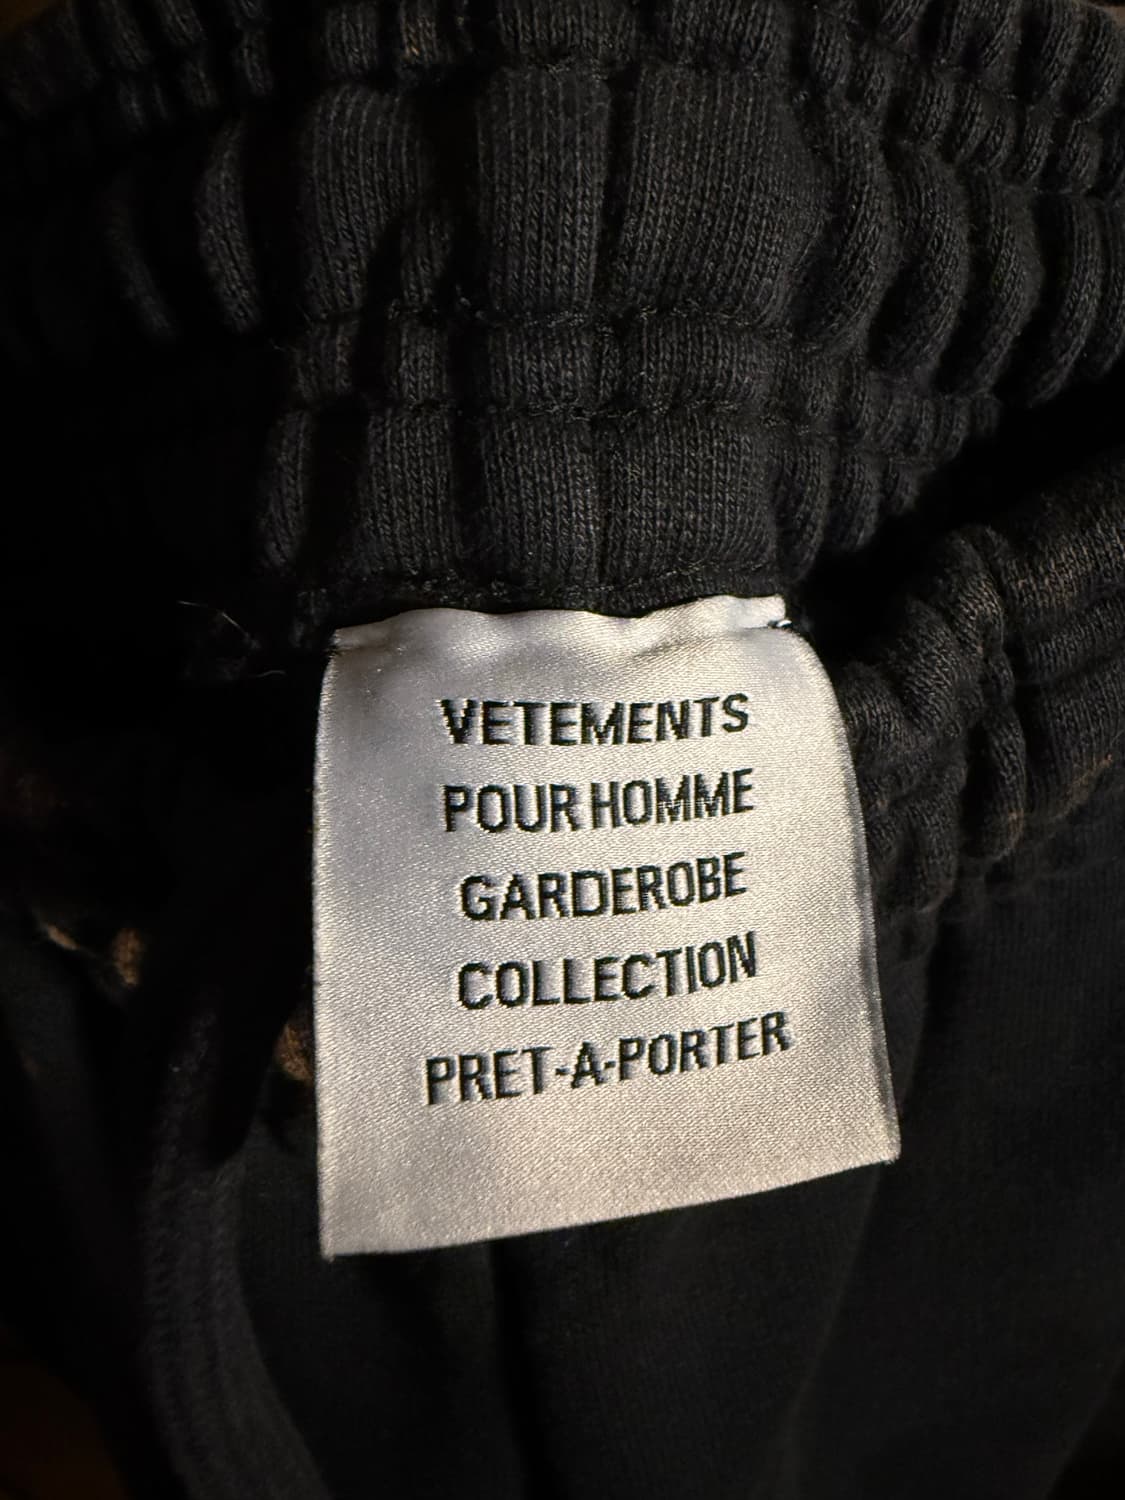 VETEMENTS
POUR HOMME
GARDEROBE
COLLECTION
PRET-A-PORTER